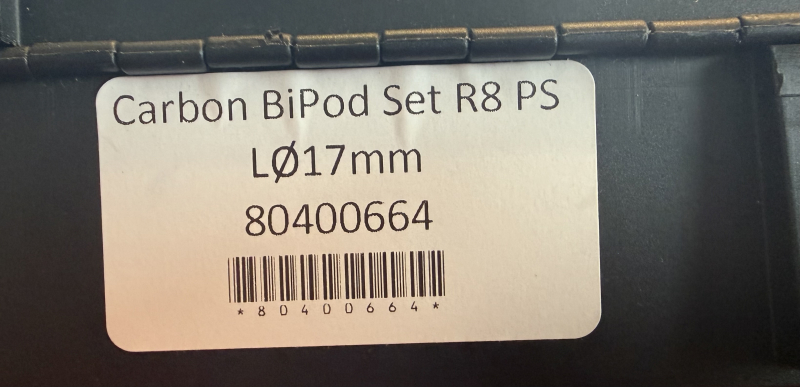 Carbon BiPod Set R8 PS
LØ17mm
80400664
*80400664*